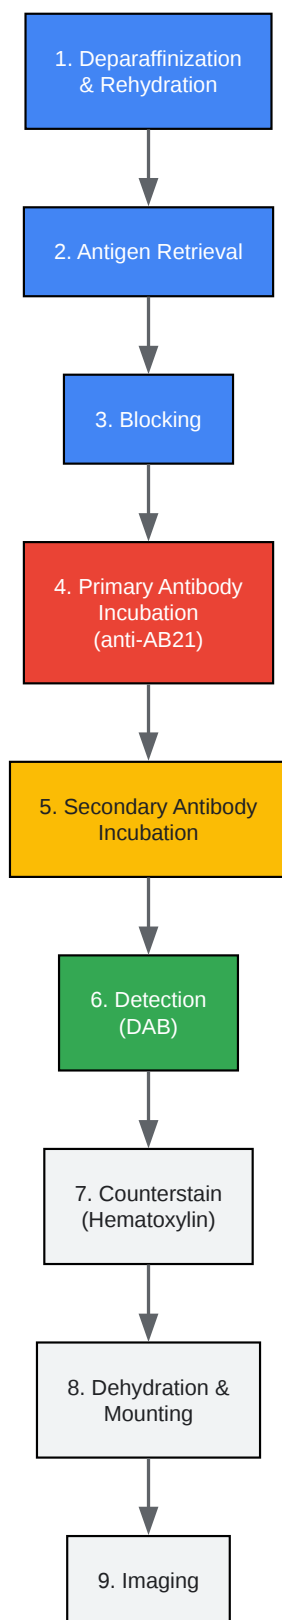 1. Deparaffinization
& Rehydration
2. Antigen Retrieval
3. Blocking
4. Primary Antibody
Incubation
(anti-AB21)
5. Secondary Antibody
Incubation
6. Detection
(DAB)
7. Counterstain
(Hematoxylin)
8. Dehydration &
Mounting
9. Imaging